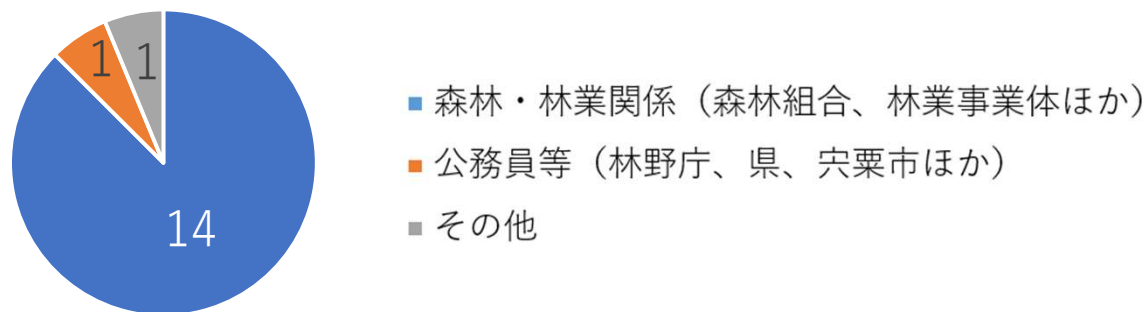 1
1
14
森林・林業関係（森林組合、林業事業体ほか）
公務員等（林野庁、県、宍粟市ほか）
その他